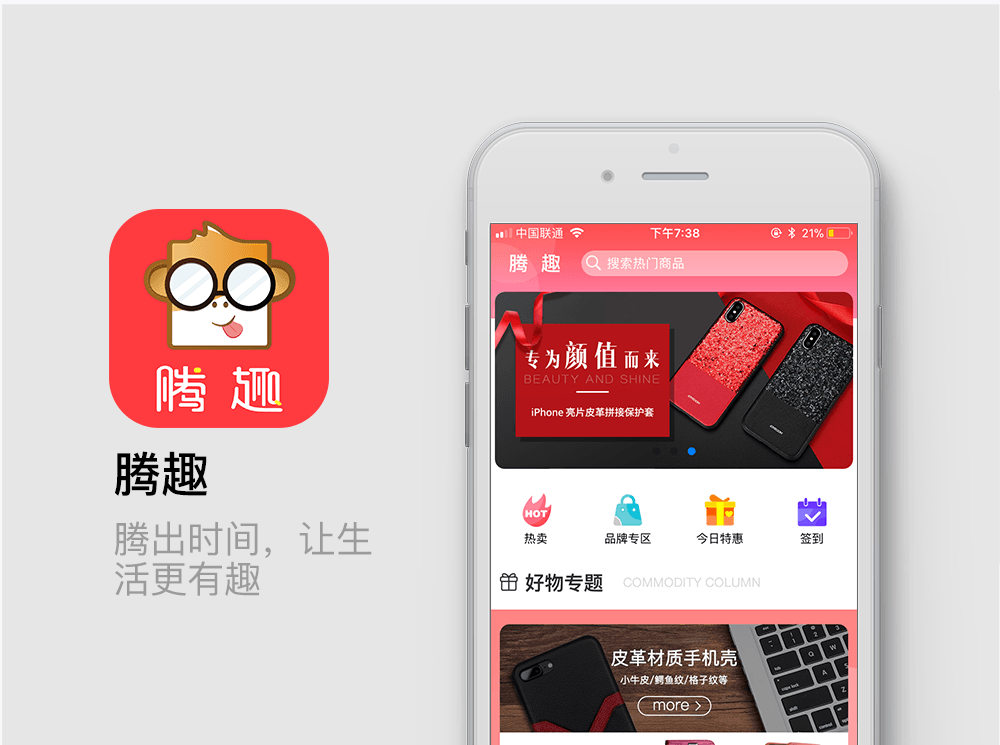 腾趣
腾趣
腾出时间，让生
活更有趣
中国联通 下午7:38 21%
腾趣 搜索热门商品
专为颜值而来
BEAUTY AND SHINE
iPhone 亮片皮革拼接保护套
HOT
热卖 品牌专区 今日特惠 签到
好物专题 COMMODITY COLUMN
皮革材质手机壳
小牛皮/鳄鱼纹/格子纹等
more >